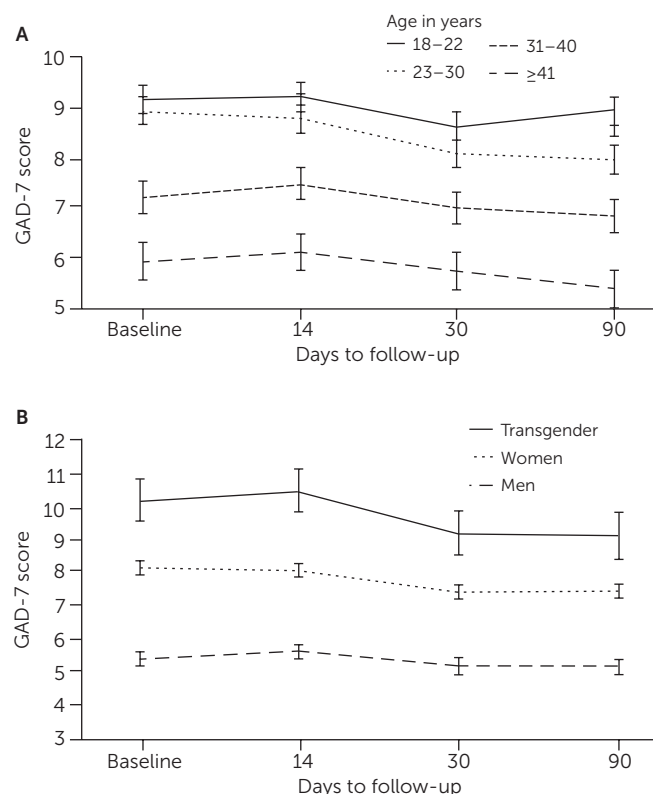 A
Age in years
18–22
31–40
23–30
≥41
10
9
8
7
6
5
GAD-7 score
Baseline
14
30
90
Days to follow-up
B
Transgender
Women
Men
12
11
10
9
8
7
6
5
4
3
GAD-7 score
Baseline
14
30
90
Days to follow-up